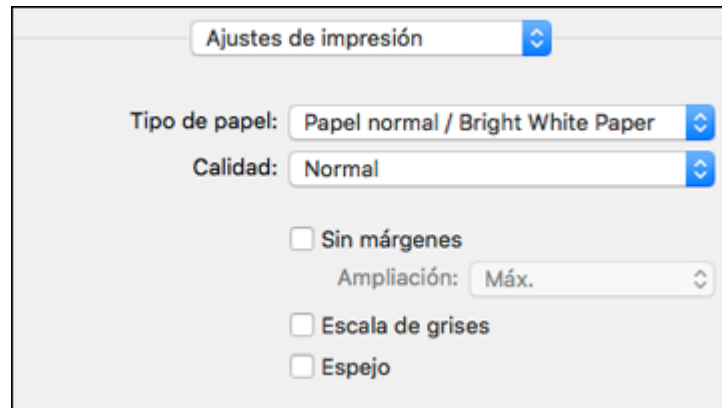 Ajustes de impresión
Tipo de papel: Papel normal / Bright White Paper
Calidad: Normal
Sin márgenes
Ampliación: Máx.
Escala de grises
Espejo